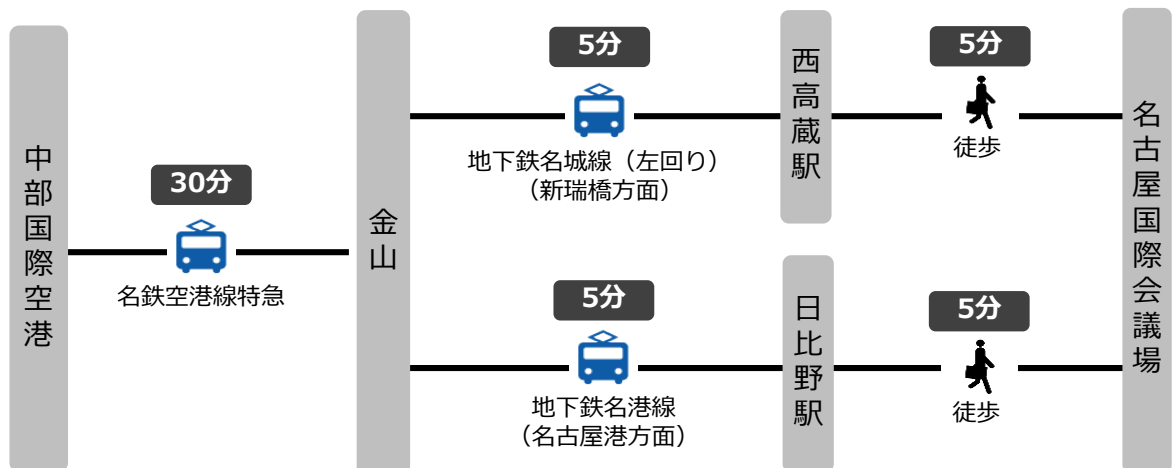 中部国際空港
30分
名鉄空港線特急
金山
5分
地下鉄名城線（左回り）
（新瑞橋方面）
西高蔵駅
5分
徒歩
5分
地下鉄名港線
（名古屋港方面）
日比野駅
5分
徒歩
名古屋国際会議場